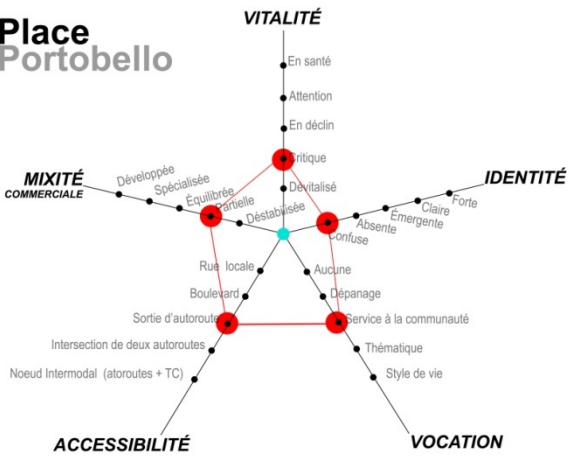 Place
Portobello
VITALITÉ
En santé
Attention
En déclin
Critique
Dévitalisé
IDENTITÉ
Forte
Claire
Émergente
Absente
Confuse
MIXITÉ
COMMERCIALE
Développée
Spécialisée
Équilibrée
Partielle
Déstabilisée
Rue locale
Boulevard
Sortie d'autoroute
Intersection de deux autoroutes
Noeud Intermodal (atoroutes + TC)
ACCESSIBILITÉ
Aucune
Dépanage
Service à la communauté
Thématique
Style de vie
VOCATION